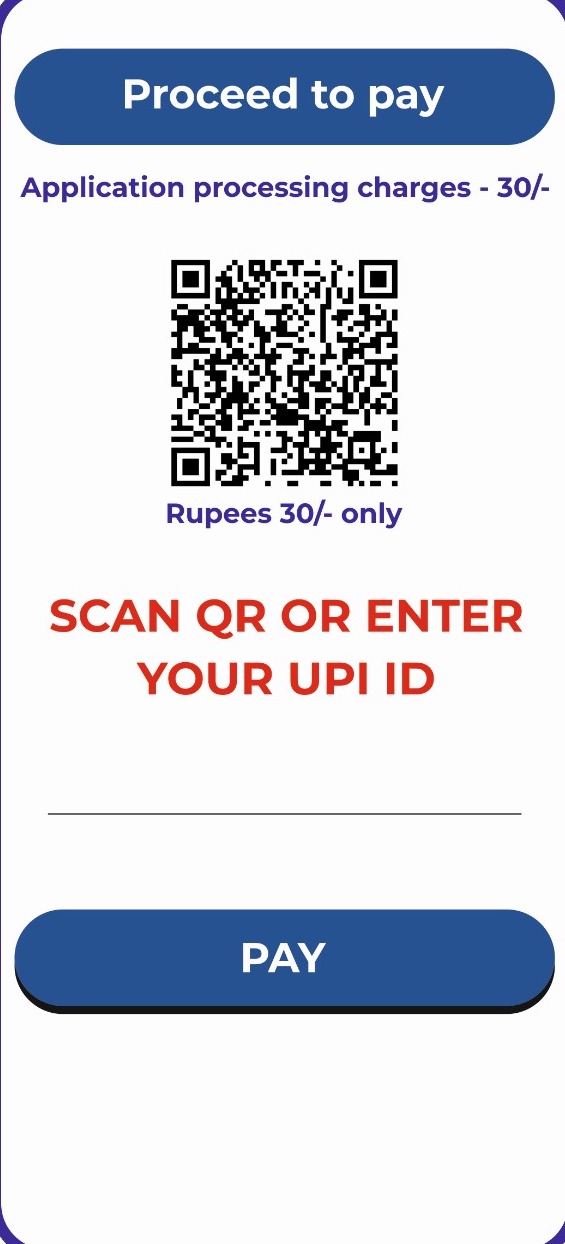 Proceed to pay
Application processing charges - 30/-
Rupees 30/- only
SCAN QR OR ENTER
YOUR UPI ID
PAY